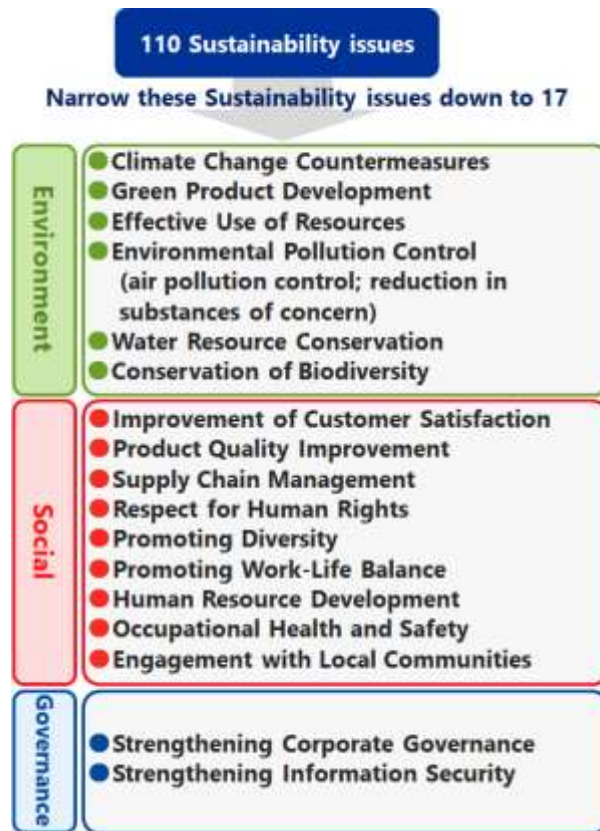 110 Sustainability issues
Narrow these Sustainability issues down to 17
Environment
Climate Change Countermeasures
Green Product Development
Effective Use of Resources
Environmental Pollution Control
(air pollution control; reduction in
substances of concern)
Water Resource Conservation
Conservation of Biodiversity
Social
Improvement of Customer Satisfaction
Product Quality Improvement
Supply Chain Management
Respect for Human Rights
Promoting Diversity
Promoting Work-Life Balance
Human Resource Development
Occupational Health and Safety
Engagement with Local Communities
Governance
Strengthening Corporate Governance
Strengthening Information Security